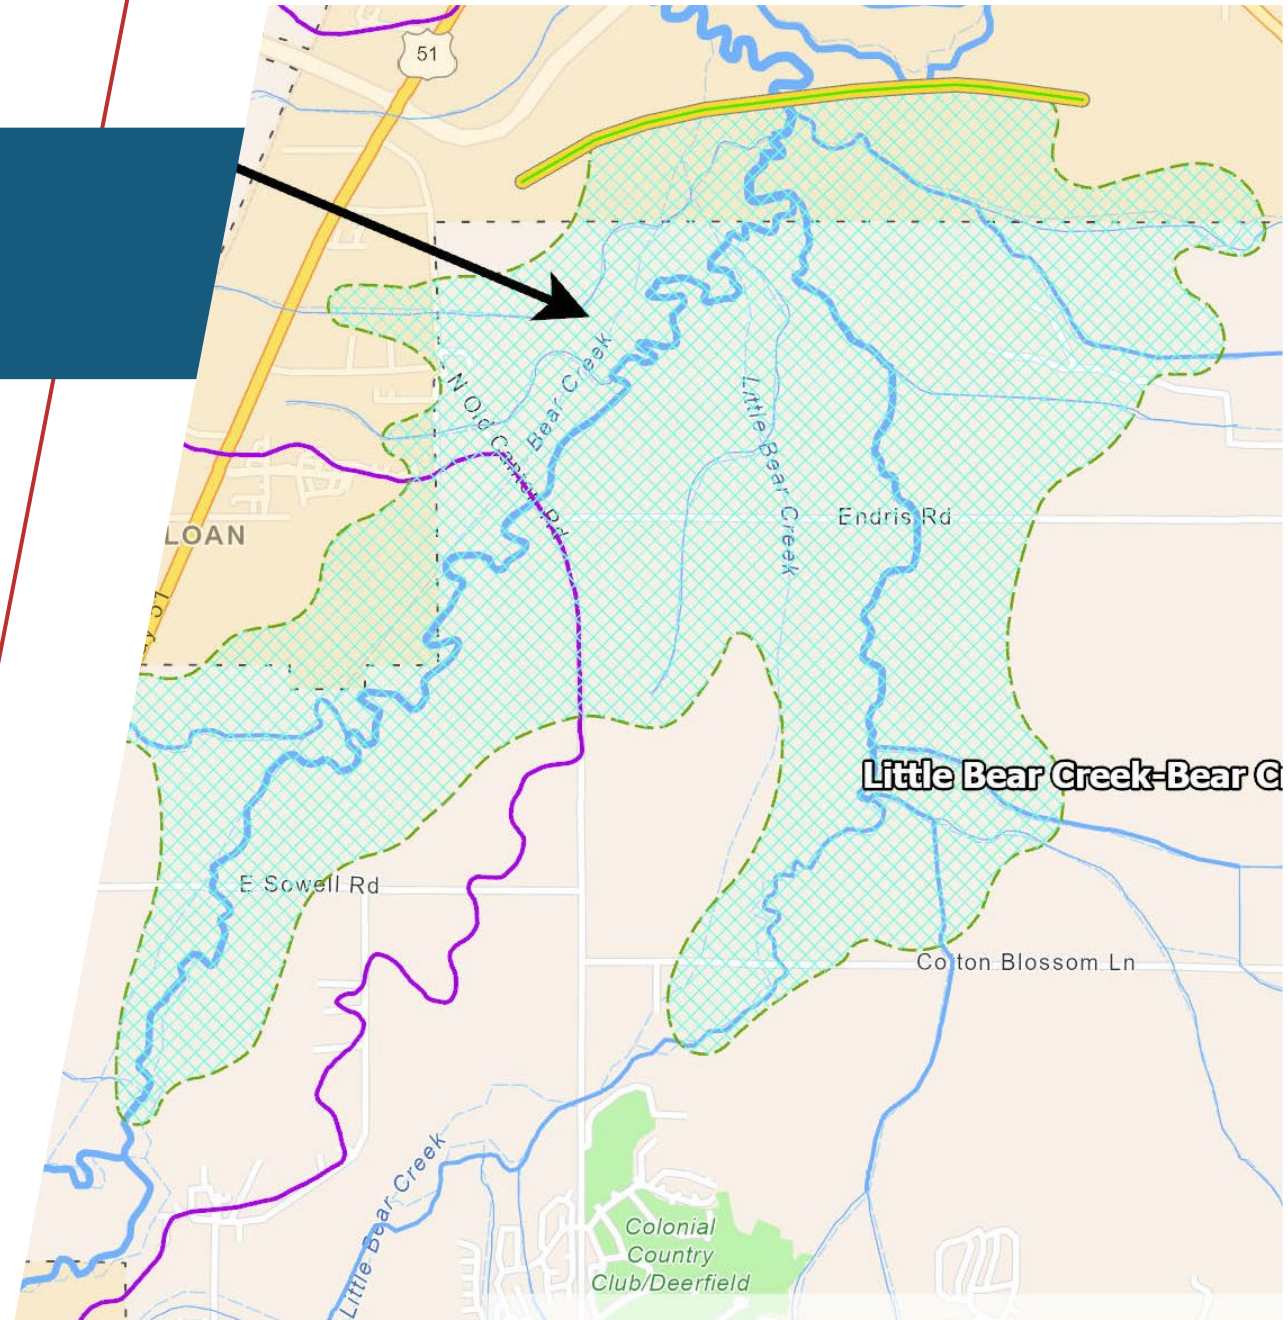 51
Bear Creek
N Old Canton Rd
Little Bear Creek
Endris Rd
LOAN
y 51
Little Bear Creek-Bear C
E Sowell Rd
Cotton Blossom Ln
Little Bear Creek
Colonial
Country
Club/Deerfield